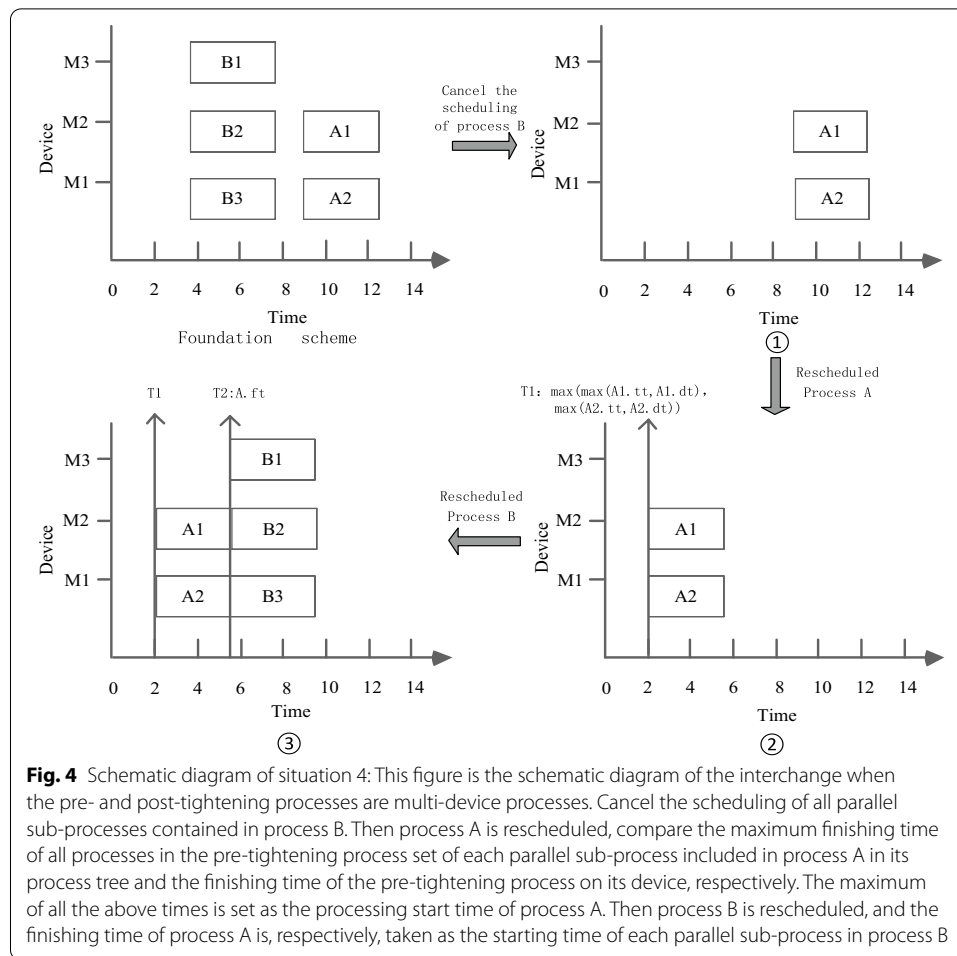 M3
M2
M1
Device
B1
B2
A1
B3
A2
0 2 4 6 8 10 12 14
Time
Foundation scheme
Cancel the
scheduling
of process B
M3
M2
M1
Device
A1
A2
0 2 4 6 8 10 12 14
Time
①
Rescheduled
Process A
T1
T2:A.ft
M3
M2
M1
Device
B1
A1
B2
A2
B3
0 2 4 6 8 10 12 14
Time
③
Rescheduled
Process B
T1: max(max(A1.tt,A1.dt),
max(A2.tt,A2.dt))
M3
M2
M1
Device
A1
A2
0 2 4 6 8 10 12 14
Time
②
Fig. 4 Schematic diagram of situation 4: This figure is the schematic diagram of the interchange when
the pre- and post-tightening processes are multi-device processes. Cancel the scheduling of all parallel
sub-processes contained in process B. Then process A is rescheduled, compare the maximum finishing time
of all processes in the pre-tightening process set of each parallel sub-process included in process A in its
process tree and the finishing time of the pre-tightening process on its device, respectively. The maximum
of all the above times is set as the processing start time of process A. Then process B is rescheduled, and the
finishing time of process A is, respectively, taken as the starting time of each parallel sub-process in process B